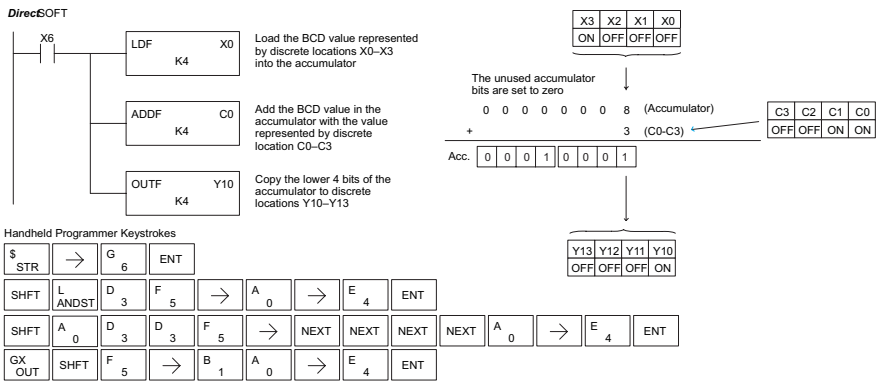 DirectSOFT
X6
LDF X0
K4
Load the BCD value represented
by discrete locations X0–X3
into the accumulator
ADDF C0
K4
Add the BCD value in the
accumulator with the value
represented by discrete
location C0–C3
OUTF Y10
K4
Copy the lower 4 bits of the
accumulator to discrete
locations Y10–Y13
X3 X2 X1 X0
ON OFF OFF OFF
The unused accumulator
bits are set to zero
0 0 0 0 0 0 0 8 (Accumulator)
+ 3 (C0-C3)
C3 C2 C1 C0
OFF OFF ON ON
Acc. 0 0 0 1 0 0 0 1
Y13 Y12 Y11 Y10
OFF OFF OFF ON
Handheld Programmer Keystrokes
$ STR → G 6 ENT
SHFT L ANDST D 3 F 5 → A 0 → E 4 ENT
SHFT A 0 D 3 D 3 F 5 → NEXT NEXT NEXT NEXT A 0 → E 4 ENT
GX OUT SHFT F 5 → B 1 A 0 → E 4 ENT